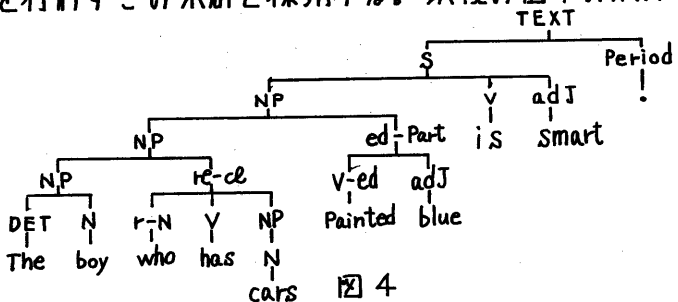 TEXT
S Period
NP V adJ .
NP ed-Part is smart
NP re-cl V-ed adJ
DET N r-N V NP Painted blue
The boy who has N
cars 図 4